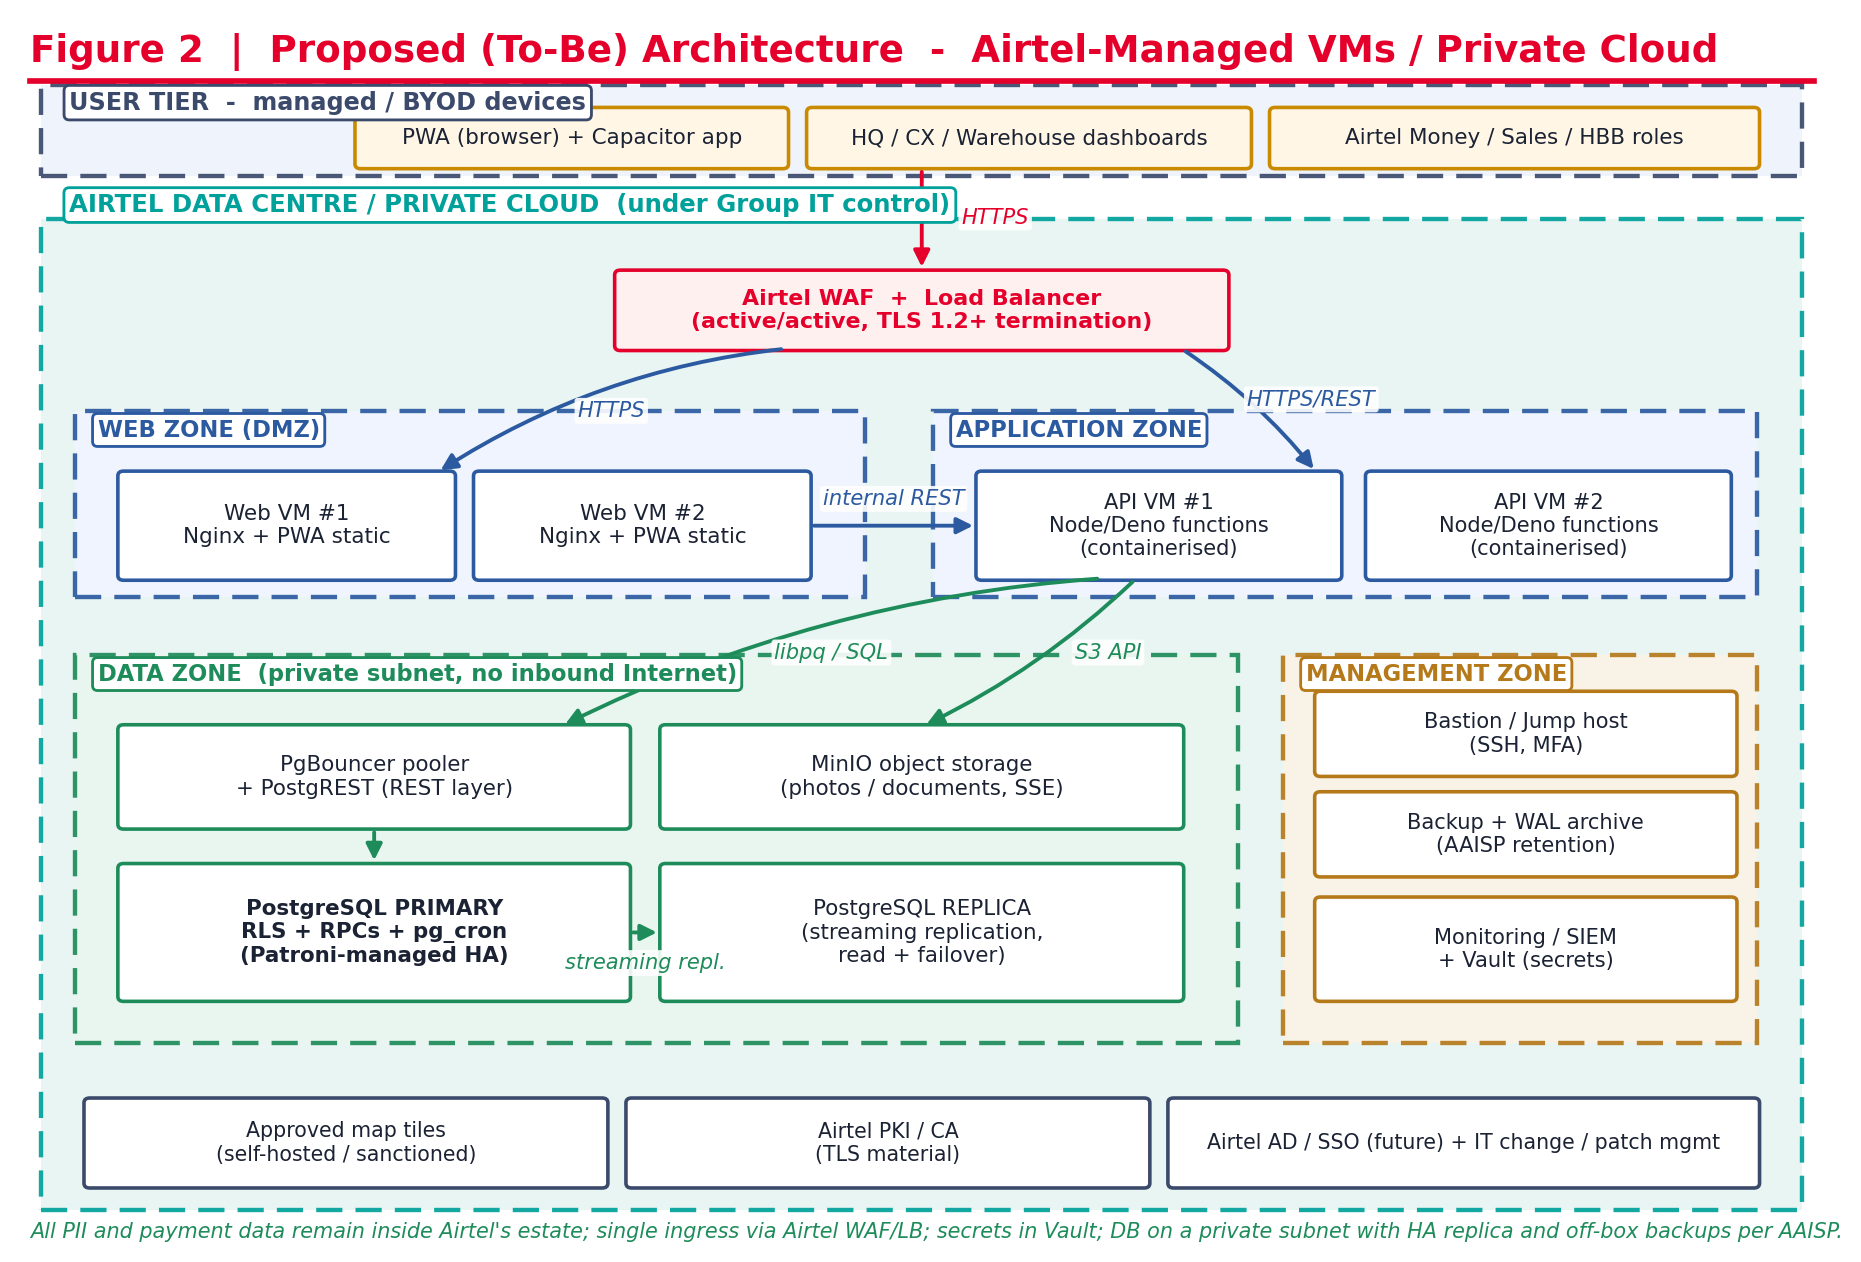 Figure 2 | Proposed (To-Be) Architecture - Airtel-Managed VMs / Private Cloud
USER TIER - managed / BYOD devices
PWA (browser) + Capacitor app
HQ / CX / Warehouse dashboards
Airtel Money / Sales / HBB roles
AIRTEL DATA CENTRE / PRIVATE CLOUD (under Group IT control)
HTTPS
Airtel WAF + Load Balancer
(active/active, TLS 1.2+ termination)
HTTPS
HTTPS/REST
WEB ZONE (DMZ)
Web VM #1
Nginx + PWA static
Web VM #2
Nginx + PWA static
internal REST
APPLICATION ZONE
API VM #1
Node/Deno functions
(containerised)
API VM #2
Node/Deno functions
(containerised)
libpq / SQL
S3 API
DATA ZONE (private subnet, no inbound Internet)
PgBouncer pooler
+ PostgREST (REST layer)
MinIO object storage
(photos / documents, SSE)
PostgreSQL PRIMARY
RLS + RPCs + pg_cron
(Patroni-managed HA)
streaming repl.
PostgreSQL REPLICA
(streaming replication,
read + failover)
MANAGEMENT ZONE
Bastion / Jump host
(SSH, MFA)
Backup + WAL archive
(AAISP retention)
Monitoring / SIEM
+ Vault (secrets)
Approved map tiles
(self-hosted / sanctioned)
Airtel PKI / CA
(TLS material)
Airtel AD / SSO (future) + IT change / patch mgmt
All PII and payment data remain inside Airtel's estate; single ingress via Airtel WAF/LB; secrets in Vault; DB on a private subnet with HA replica and off-box backups per AAISP.